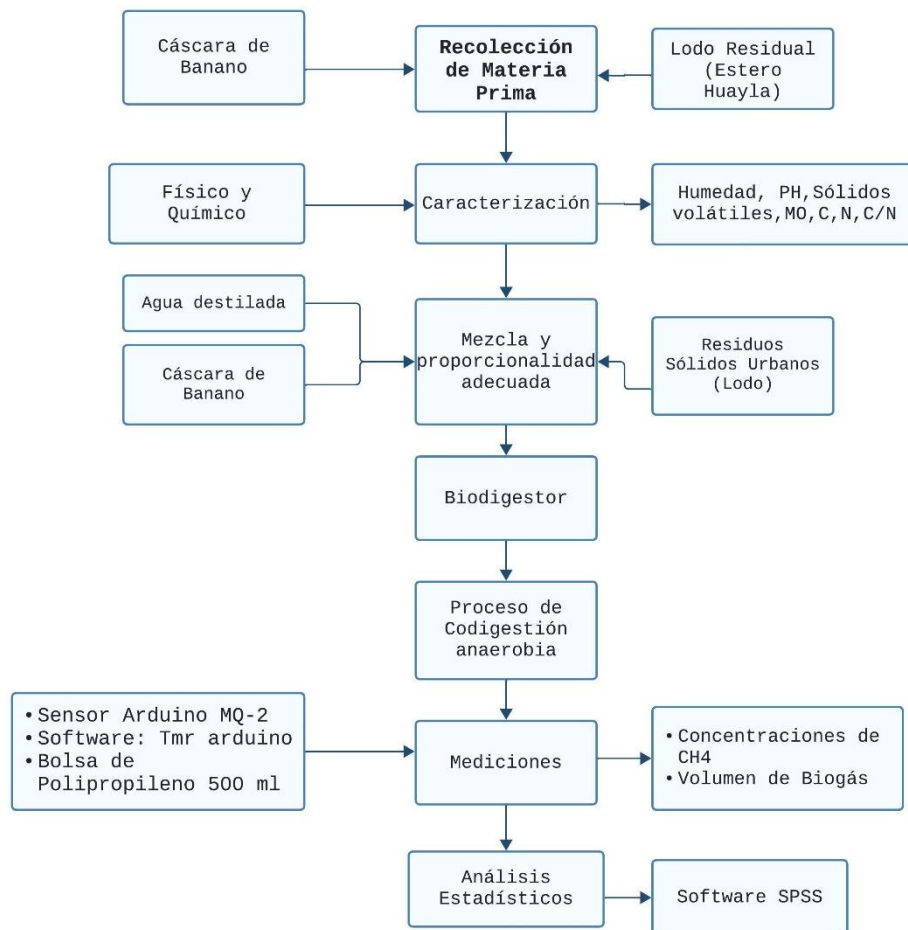 Cáscara de
Banano
Recolección
de Materia
Prima
Lodo Residual
(Estero
Huayla)
Físico y
Químico
Caracterización
Humedad, PH,Sólidos
volátiles,MO,C,N,C/N
Agua destilada
Cáscara de
Banano
Mezcla y
proporcionalidad
adecuada
Residuos
Sólidos Urbanos
(Lodo)
Biodigestor
Proceso de
Codigestión
anaerobia
• Sensor Arduino MQ-2
• Software: Tmr arduino
• Bolsa de
Polipropileno 500 ml
Mediciones
• Concentraciones de
CH4
• Volumen de Biogás
Análisis
Estadísticos
Software SPSS